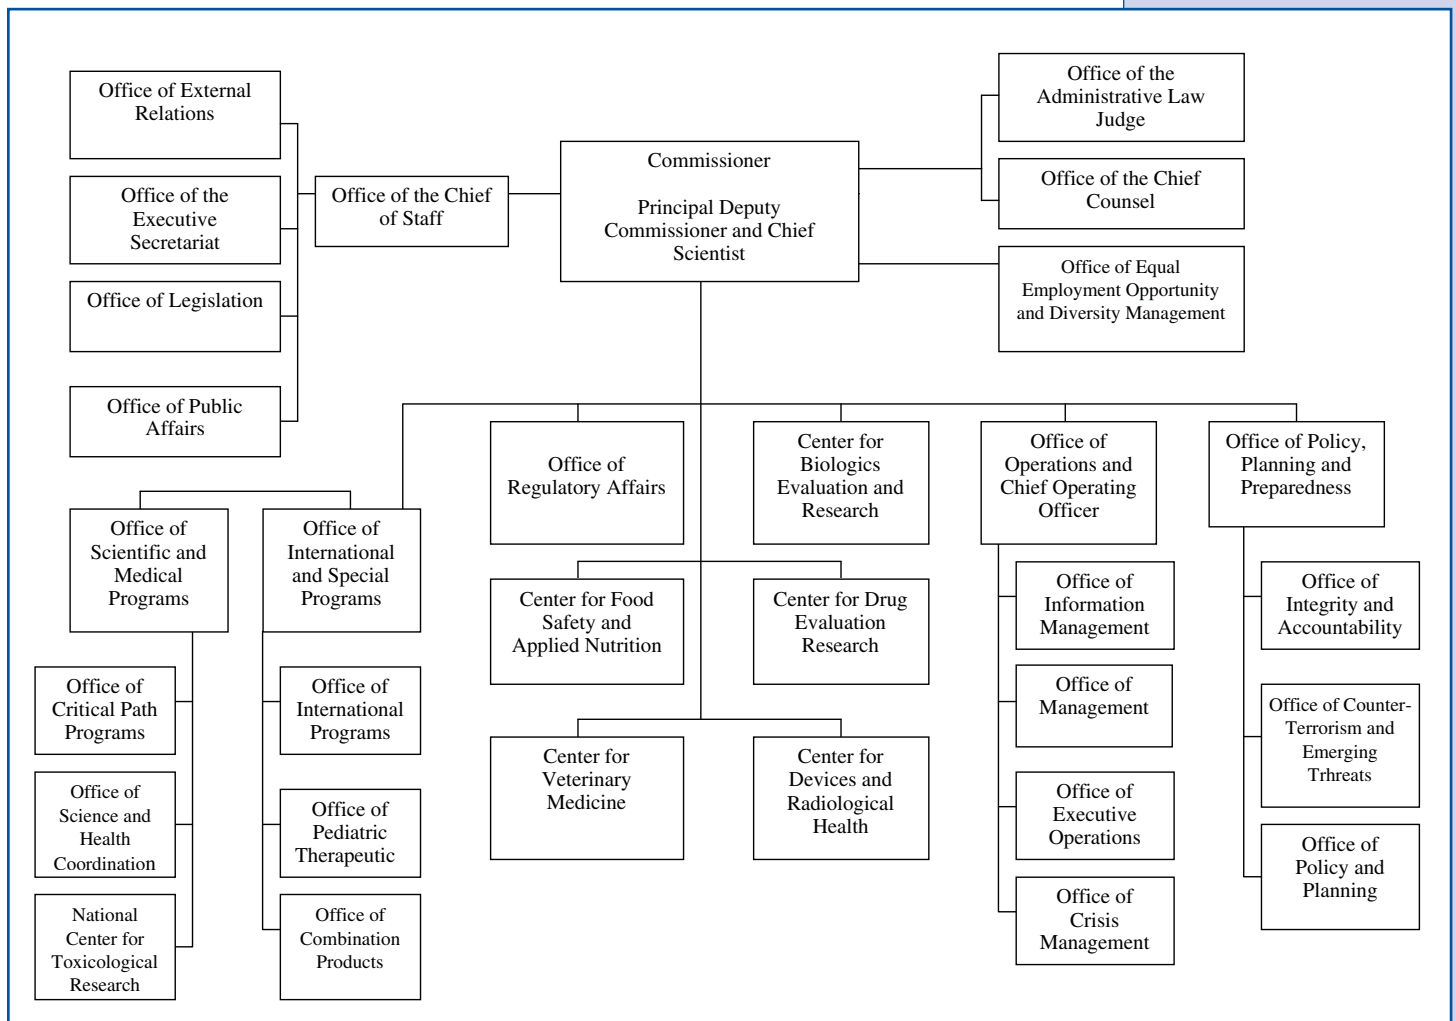 Office of External
Relations
Office of the
Executive
Secretariat
Office of Legislation
Office of Public
Affairs
Office of the Chief
of Staff
Commissioner
Principal Deputy
Commissioner and Chief
Scientist
Office of the
Administrative Law
Judge
Office of the Chief
Counsel
Office of Equal
Employment Opportunity
and Diversity Management
Office of
Scientific and
Medical
Programs
Office of
International
and Special
Programs
Office of
Regulatory Affairs
Center for
Biologics
Evaluation and
Research
Office of
Operations and
Chief Operating
Officer
Office of Policy,
Planning and
Preparedness
Center for Food
Safety and
Applied Nutrition
Center for Drug
Evaluation
Research
Center for
Veterinary
Medicine
Center for
Devices and
Radiological
Health
Office of
Critical Path
Programs
Office of
Science and
Health
Coordination
National
Center for
Toxicological
Research
Office of
International
Programs
Office of
Pediatric
Therapeutic
Office of
Combination
Products
Office of
Information
Management
Office of
Management
Office of
Executive
Operations
Office of
Crisis
Management
Office of
Integrity and
Accountability
Office of Counter-
Terrorism and
Emerging
Trhreats
Office of
Policy and
Planning